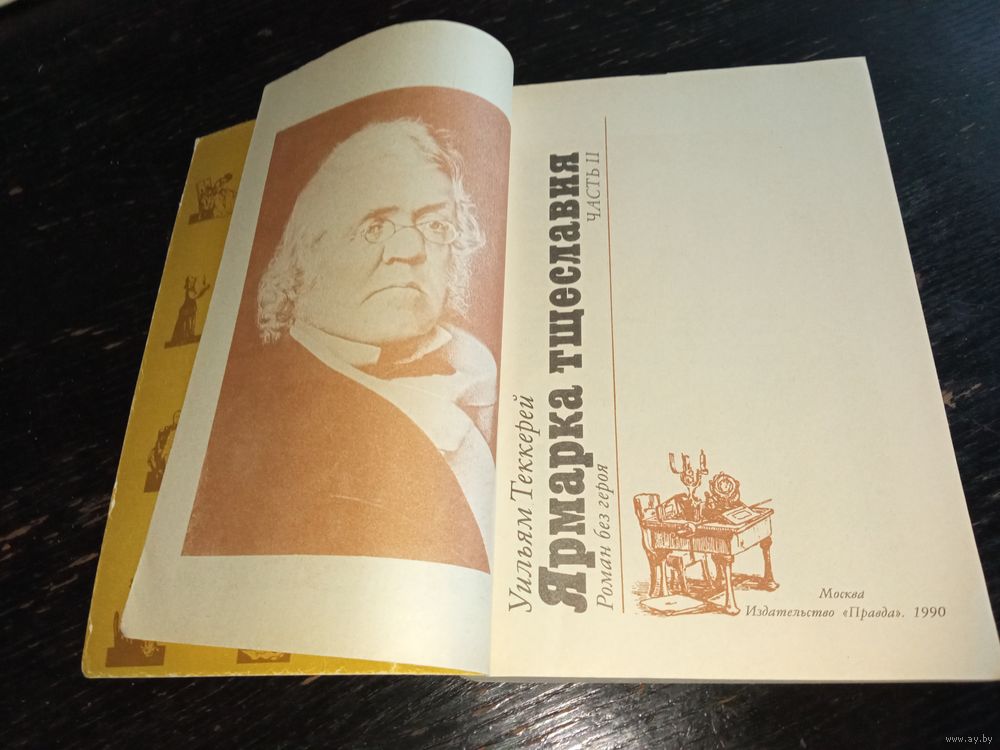 Уильям Теккерей
Ярмарка тщеславия
Роман без героя
ЧАСТЬ II
Москва
Издательство «Правда». 1990
www.ay.by